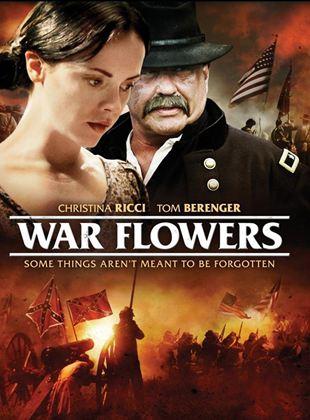 CHRISTINA RICCI TOM BERENGER
WAR FLOWERS
SOME THINGS AREN'T MEANT TO BE FORGOTTEN